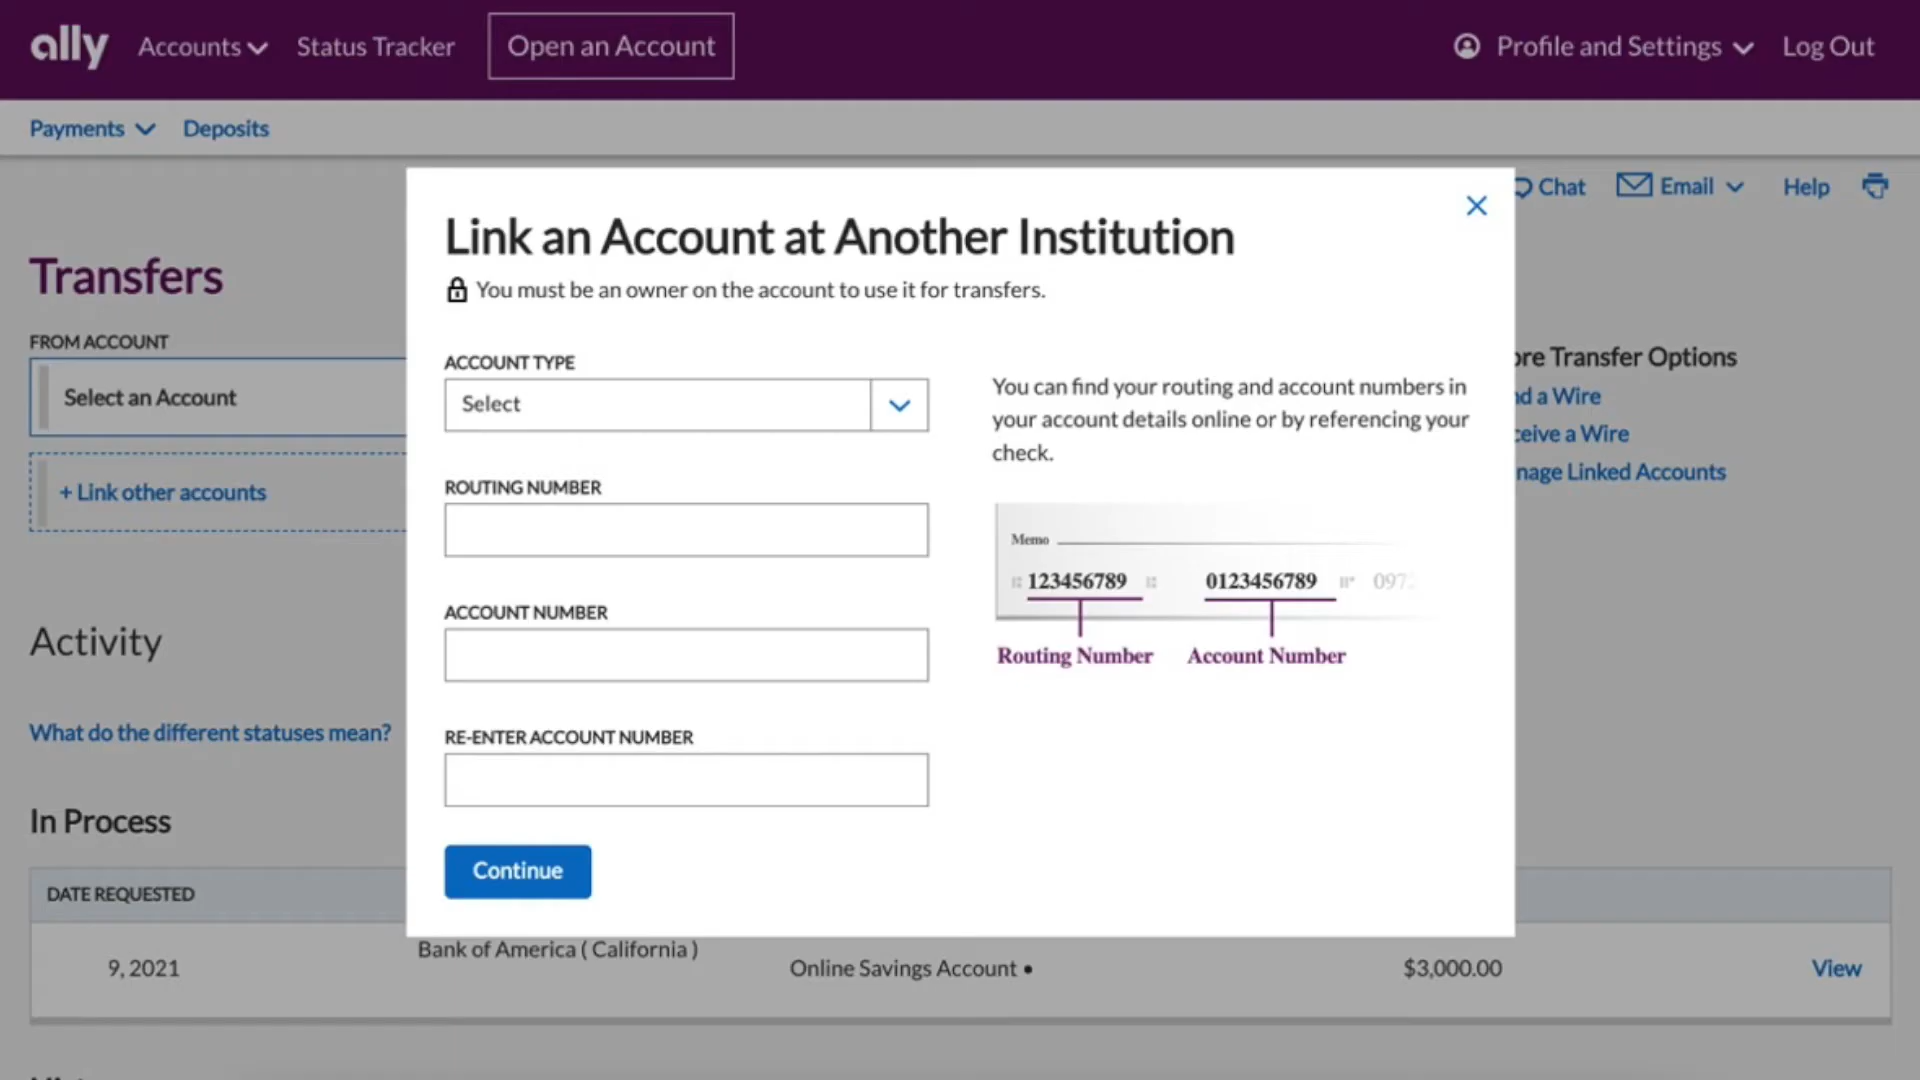 ally
Accounts
Status Tracker
Open an Account
Profile and Settings
Log Out
Payments
Deposits
Chat
Email
Help
Transfers
FROM ACCOUNT
Select an Account
+ Link other accounts
Activity
What do the different statuses mean?
In Process
DATE REQUESTED
9, 2021
Bank of America ( California )
Online Savings Account •
$3,000.00
View
Link an Account at Another Institution
You must be an owner on the account to use it for transfers.
ACCOUNT TYPE
Select
ROUTING NUMBER
ACCOUNT NUMBER
RE-ENTER ACCOUNT NUMBER
Continue
You can find your routing and account numbers in
your account details online or by referencing your
check.
Memo
⑆ 123456789 ⑆ 0123456789 ⑈ 097
Routing Number Account Number
Transfer Options
a Wire
a Wire
Linked Accounts